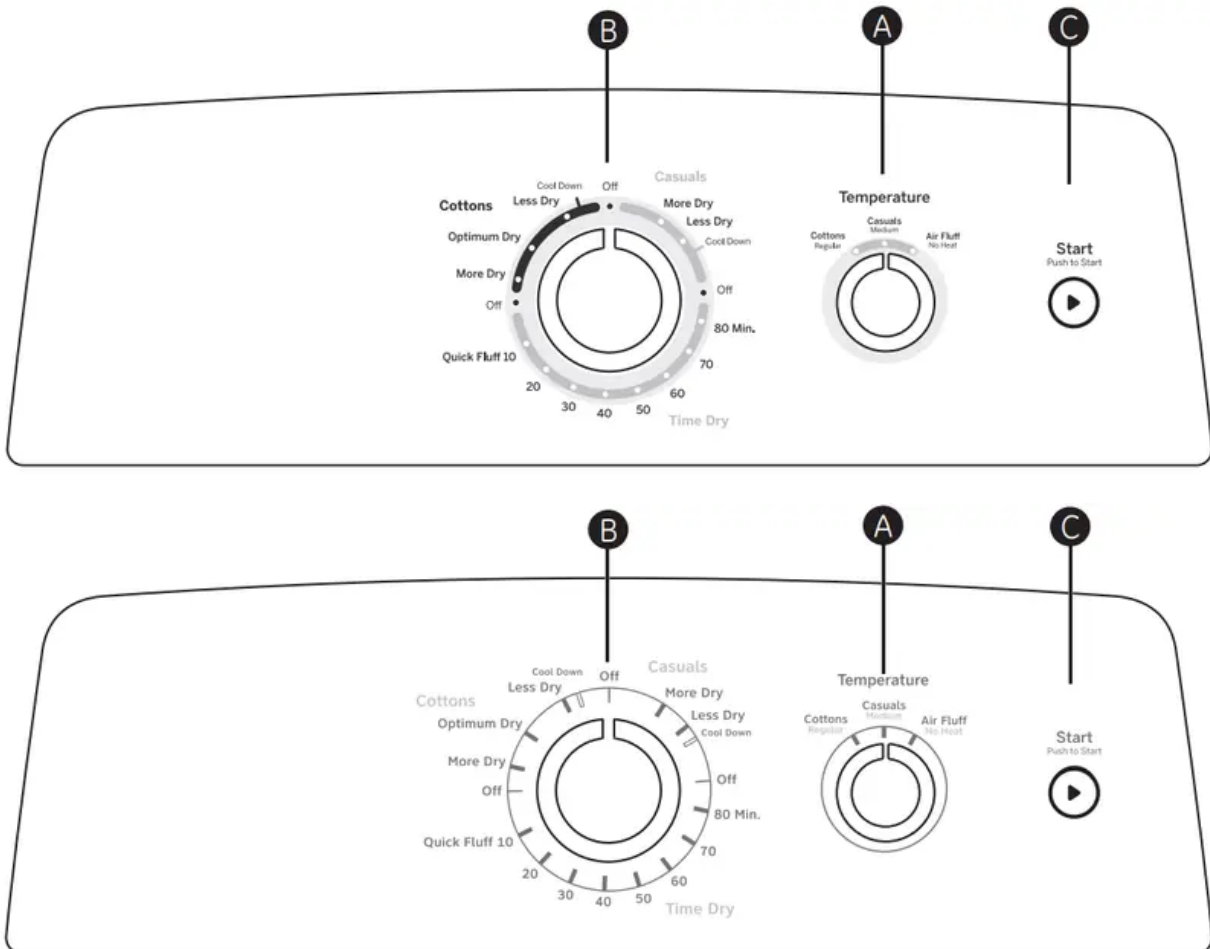 B
A
C
Casuals
Cool Down
Off
Cottons
Less Dry
More Dry
Less Dry
Optimum Dry
Cool Down
More Dry
Off
Off
80 Min.
Quick Fluff 10
70
20
60
30
40
50
Time Dry
Temperature
Casuals
Medium
Cottons
Regular
Air Fluff
No Heat
Start
Push to Start
B
A
C
Casuals
Cool Down
Off
Cottons
Less Dry
More Dry
Less Dry
Optimum Dry
Cool Down
More Dry
Off
Off
80 Min.
Quick Fluff 10
70
20
60
30
40
50
Time Dry
Temperature
Casuals
Medium
Cottons
Regular
Air Fluff
No Heat
Start
Push to Start